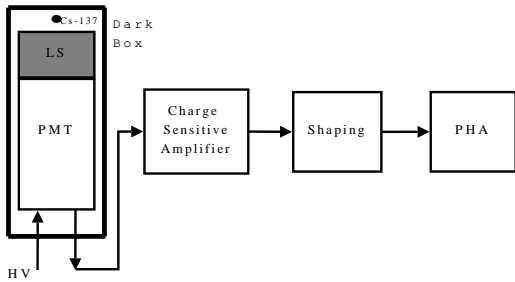 Cs-137
Dark
Box
LS
PMT
HV
Charge
Sensitive
Amplifier
Shaping
PHA